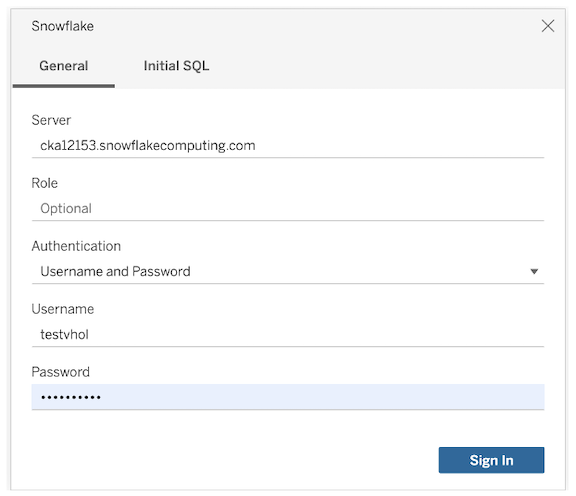 Snowflake
General Initial SQL
Server
cka12153.snowflakecomputing.com
Role
Optional
Authentication
Username and Password
Username
testvhol
Password
••••••••••
Sign In